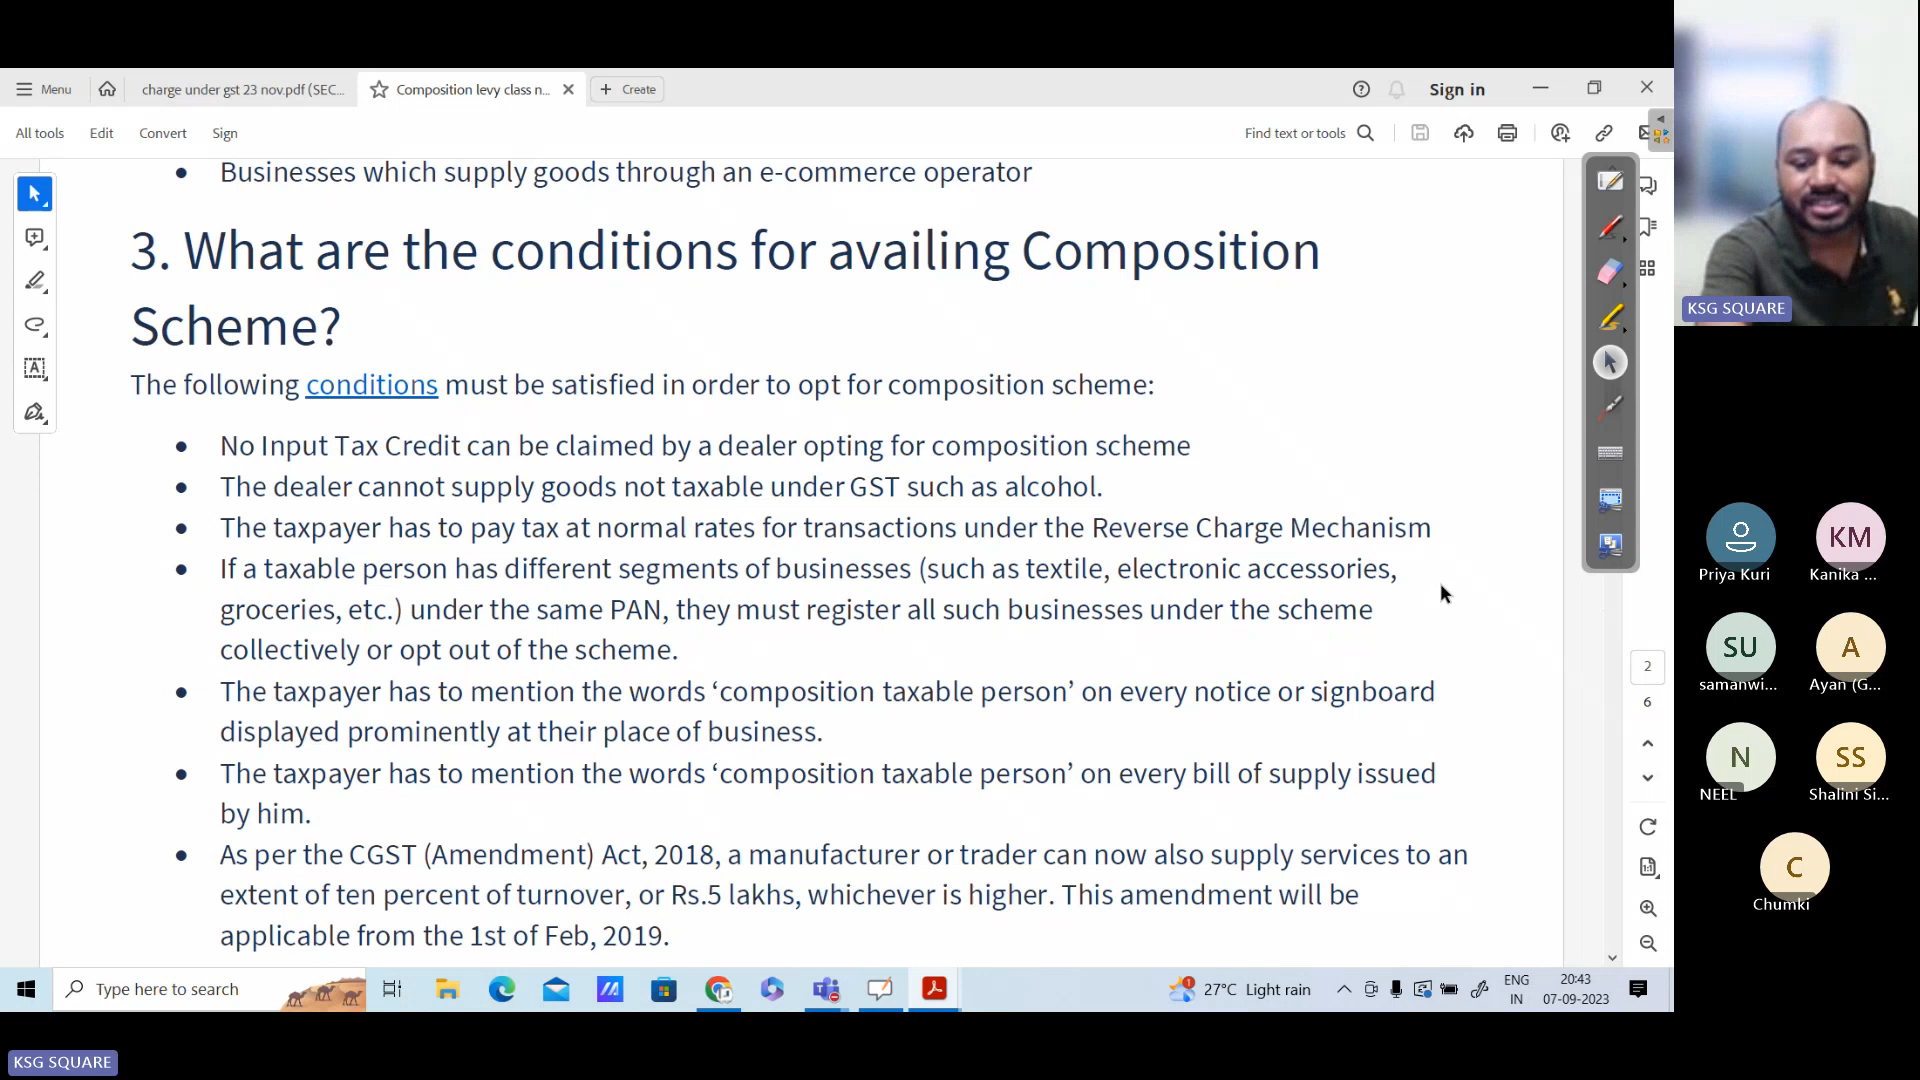 Menu
charge under gst 23 nov.pdf (SEC...
Composition levy class n...
Create
Sign in
All tools
Edit
Convert
Sign
Find text or tools
Businesses which supply goods through an e-commerce operator
3. What are the conditions for availing Composition
Scheme?
The following conditions must be satisfied in order to opt for composition scheme:
No Input Tax Credit can be claimed by a dealer opting for composition scheme
The dealer cannot supply goods not taxable under GST such as alcohol.
The taxpayer has to pay tax at normal rates for transactions under the Reverse Charge Mechanism
If a taxable person has different segments of businesses (such as textile, electronic accessories,
groceries, etc.) under the same PAN, they must register all such businesses under the scheme
collectively or opt out of the scheme.
The taxpayer has to mention the words ‘composition taxable person’ on every notice or signboard
displayed prominently at their place of business.
The taxpayer has to mention the words ‘composition taxable person’ on every bill of supply issued
by him.
As per the CGST (Amendment) Act, 2018, a manufacturer or trader can now also supply services to an
extent of ten percent of turnover, or Rs.5 lakhs, whichever is higher. This amendment will be
applicable from the 1st of Feb, 2019.
2
6
Type here to search
27°C Light rain
ENG
IN
20:43
07-09-2023
KSG SQUARE
KSG SQUARE
Priya Kuri
KM
Kanika ...
SU
samanwi...
A
Ayan (G...
N
NEEL
SS
Shalini Si...
C
Chumki